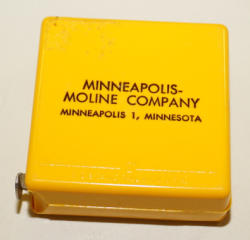 MINNEAPOLIS-
MOLINE COMPANY
MINNEAPOLIS 1, MINNESOTA